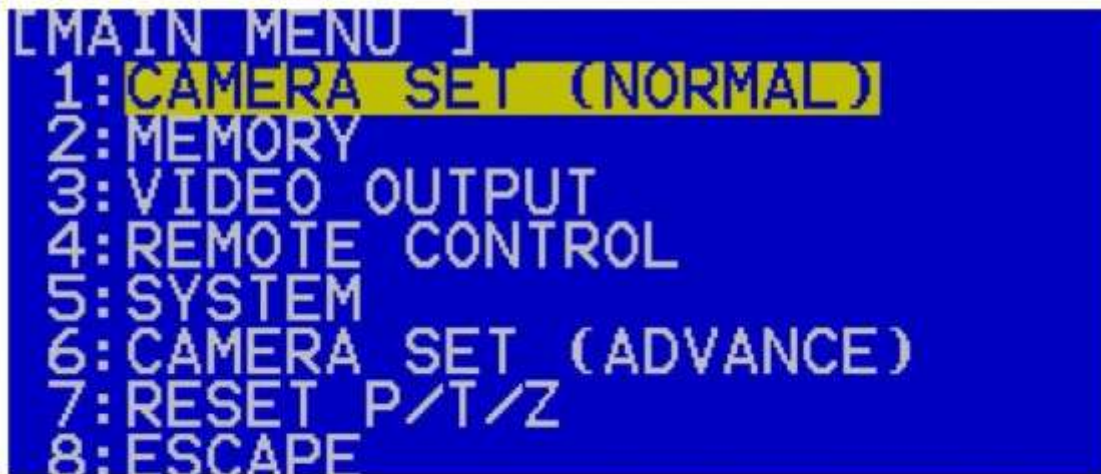 [MAIN MENU ]
1:CAMERA SET (NORMAL)
2:MEMORY
3:VIDEO OUTPUT
4:REMOTE CONTROL
5:SYSTEM
6:CAMERA SET (ADVANCE)
7:RESET P/T/Z
8:ESCAPE